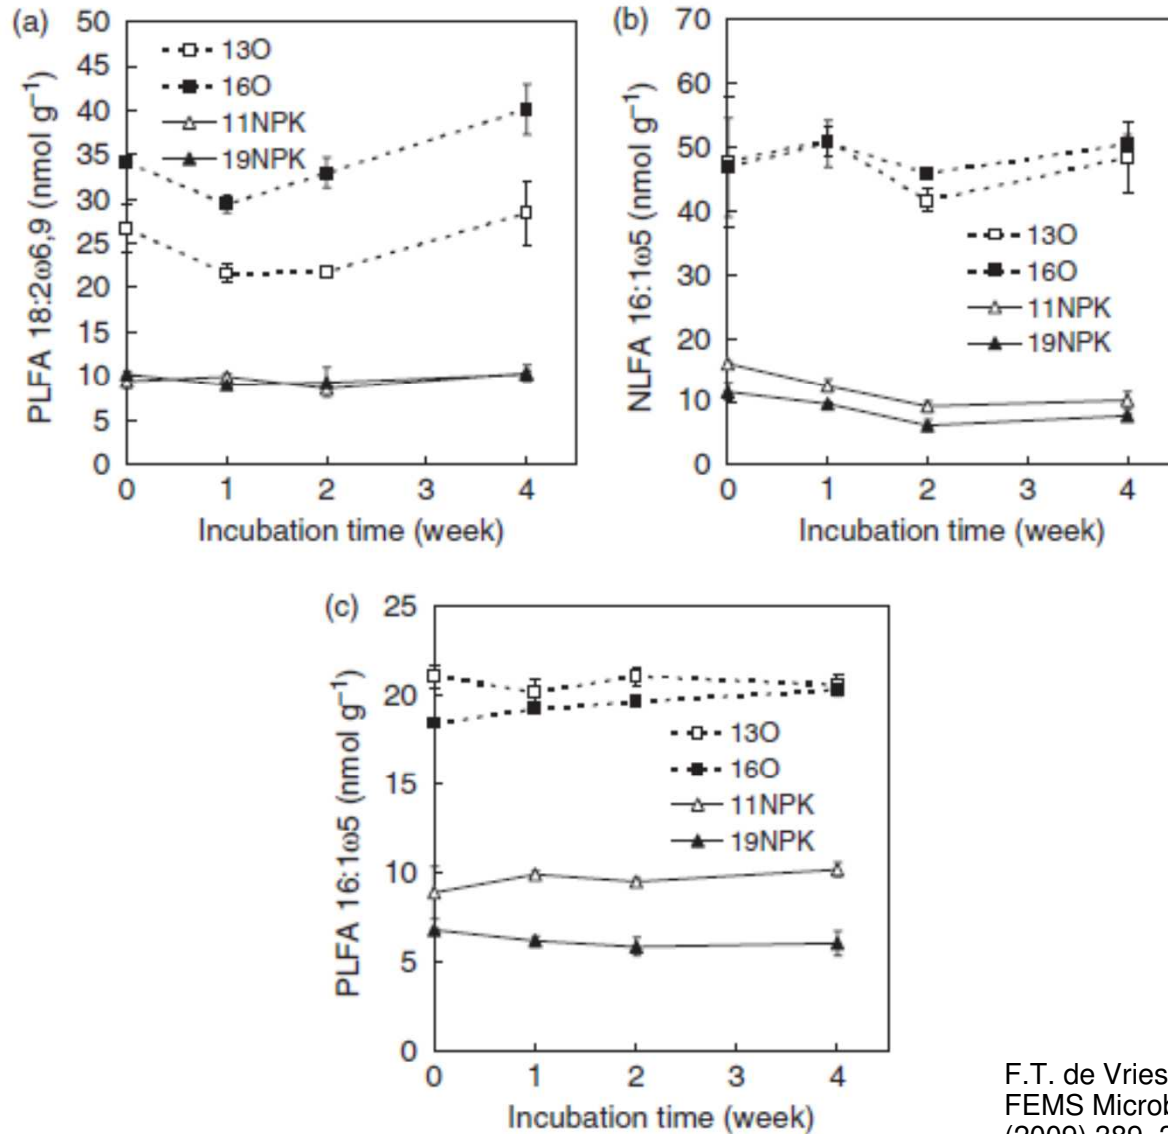 (a)
PLFA 18:2ω6,9 (nmol g⁻¹)
50
45
40
35
30
25
20
15
10
5
0
13O
16O
11NPK
19NPK
0 1 2 3 4
Incubation time (week)
(b)
NLFA 16:1ω5 (nmol g⁻¹)
70
60
50
40
30
20
10
0
13O
16O
11NPK
19NPK
0 1 2 3 4
Incubation time (week)
(c)
PLFA 16:1ω5 (nmol g⁻¹)
25
20
15
10
5
0
13O
16O
11NPK
19NPK
0 1 2 3 4
Incubation time (week)
F.T. de Vries
FEMS Microb